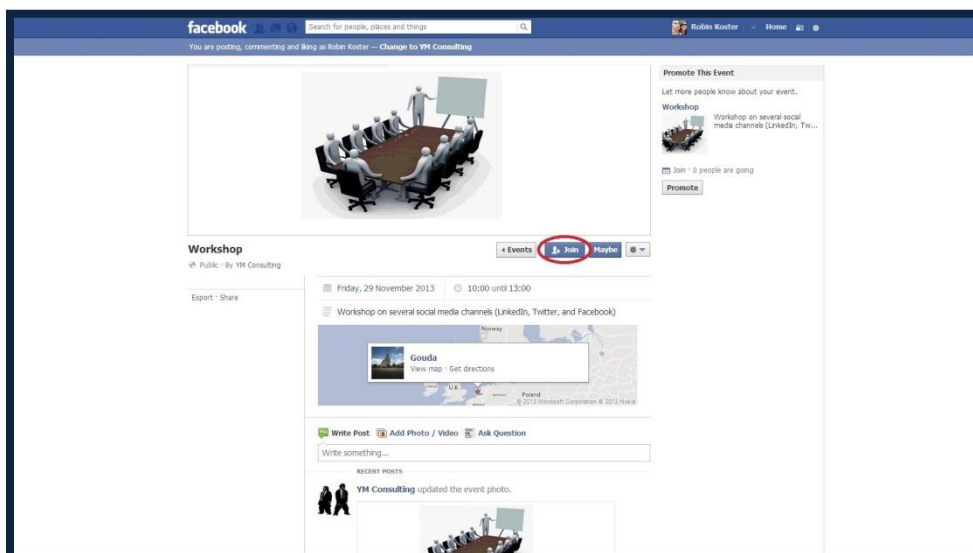 facebook Search for people, places and things Robin Koster Home
You are posting, commenting and liking as Robin Koster — Change to YM Consulting
Workshop
Public · By YM Consulting
Events Join Maybe
Export · Share
Friday, 29 November 2013 10:00 until 13:00
Workshop on several social media channels (LinkedIn, Twitter, and Facebook)
Norway
Gouda
View map · Get directions
U.K.
Poland
© 2013 Microsoft Corporation © 2013 Nokia
Write Post Add Photo / Video Ask Question
Write something...
RECENT POSTS
YM Consulting updated the event photo.
Promote This Event
Let more people know about your event.
Workshop
Workshop on several social
media channels (LinkedIn, Tw...
Join · 0 people are going
Promote